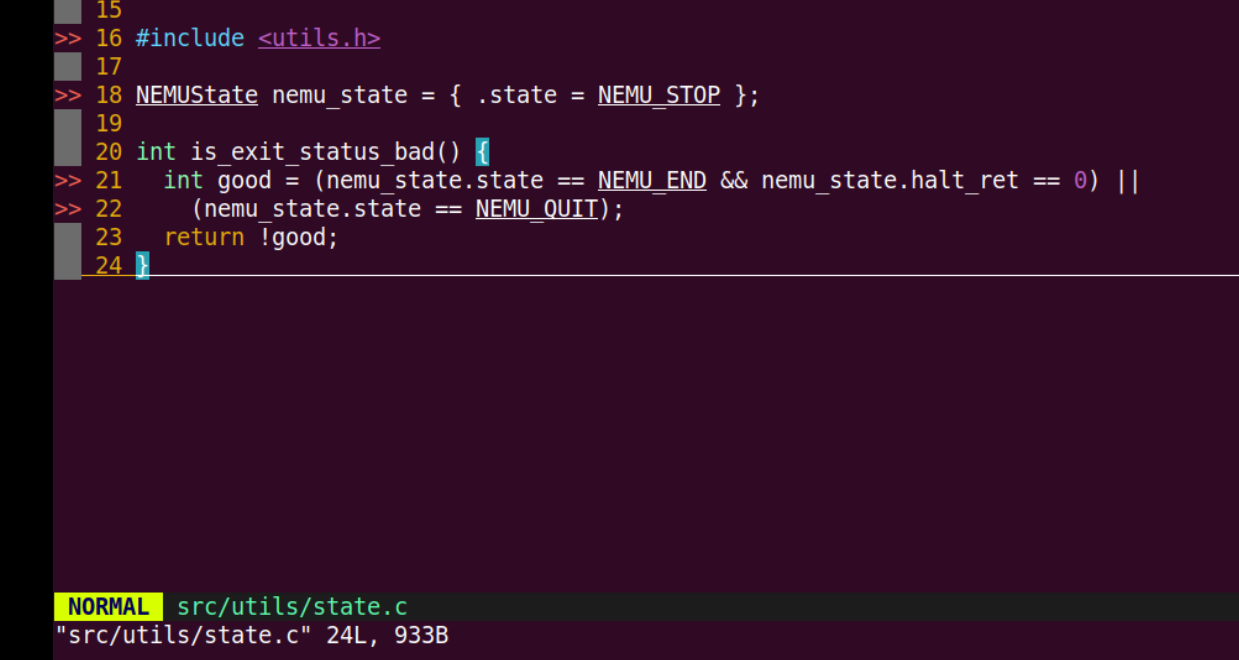 15
>> 16 #include <utils.h>
17
>> 18 NEMUState nemu_state = { .state = NEMU_STOP };
19
20 int is_exit_status_bad() {
>> 21   int good = (nemu_state.state == NEMU_END && nemu_state.halt_ret == 0) ||
>> 22     (nemu_state.state == NEMU_QUIT);
23   return !good;
24 }
NORMAL src/utils/state.c
"src/utils/state.c" 24L, 933B